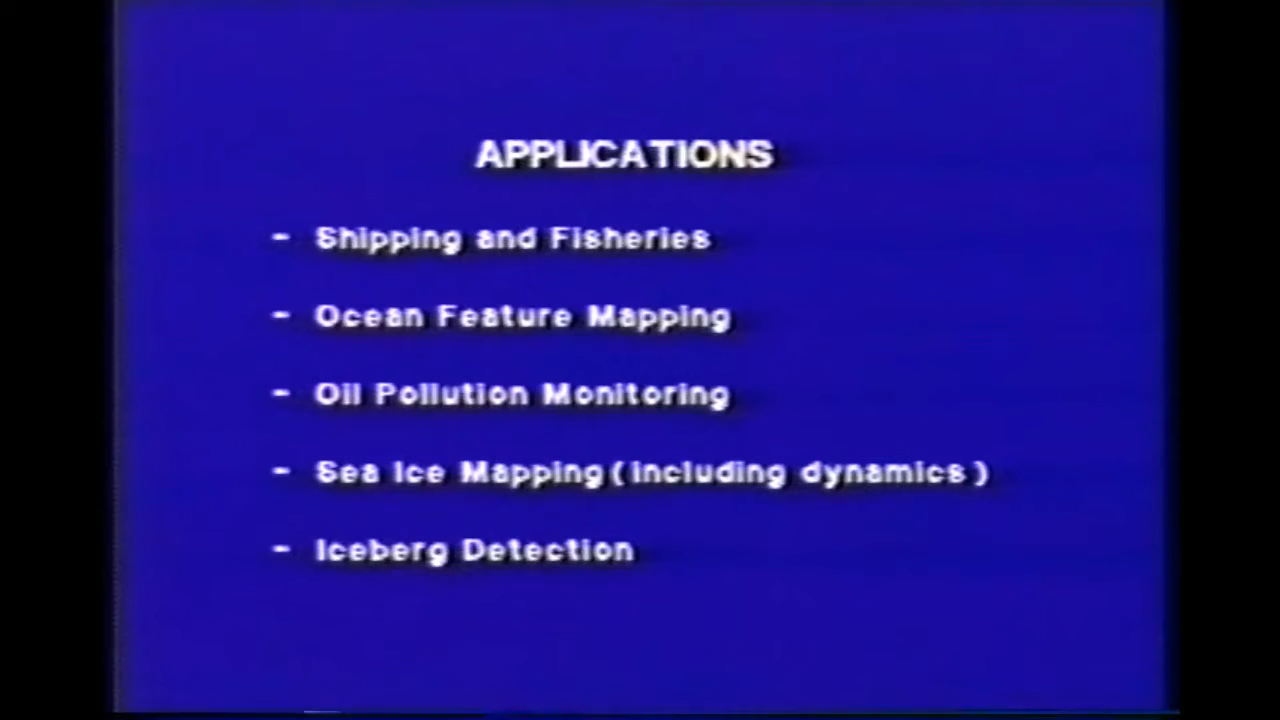 APPLICATIONS
- Shipping and Fisheries
- Ocean Feature Mapping
- Oil Pollution Monitoring
- Sea Ice Mapping (including dynamics)
- Iceberg Detection